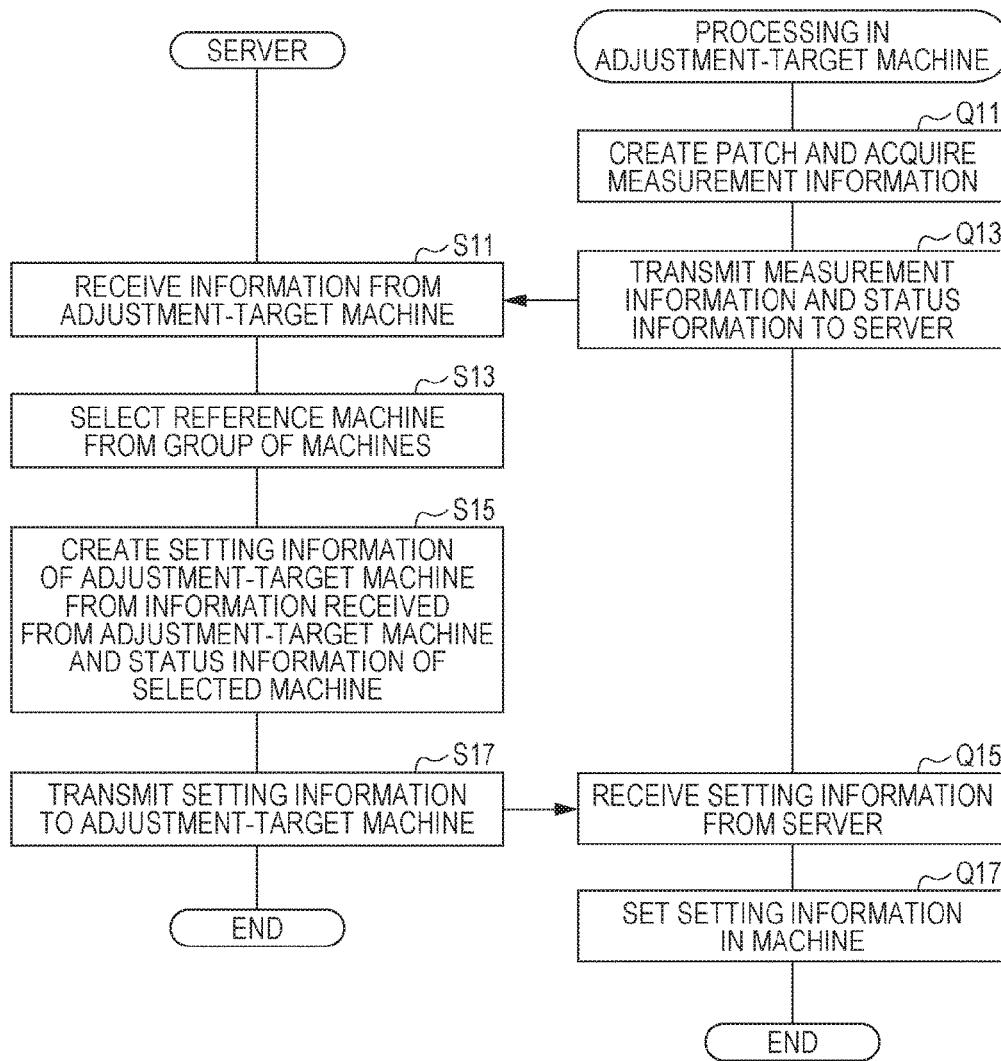 SERVER
S11
RECEIVE INFORMATION FROM
ADJUSTMENT-TARGET MACHINE
S13
SELECT REFERENCE MACHINE
FROM GROUP OF MACHINES
S15
CREATE SETTING INFORMATION
OF ADJUSTMENT-TARGET MACHINE
FROM INFORMATION RECEIVED
FROM ADJUSTMENT-TARGET MACHINE
AND STATUS INFORMATION OF
SELECTED MACHINE
S17
TRANSMIT SETTING INFORMATION
TO ADJUSTMENT-TARGET MACHINE
END
PROCESSING IN
ADJUSTMENT-TARGET MACHINE
Q11
CREATE PATCH AND ACQUIRE
MEASUREMENT INFORMATION
Q13
TRANSMIT MEASUREMENT
INFORMATION AND STATUS
INFORMATION TO SERVER
Q15
RECEIVE SETTING INFORMATION
FROM SERVER
Q17
SET SETTING INFORMATION
IN MACHINE
END